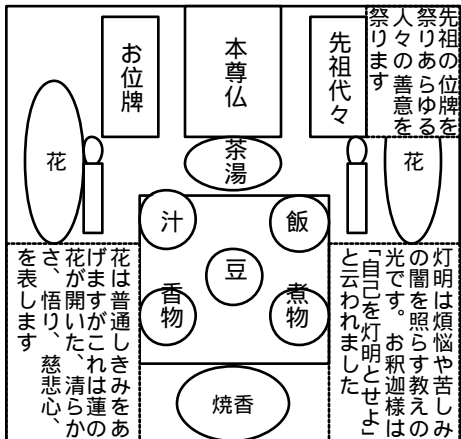 先祖の位牌を
祭りあらゆる
人々の善意を
祭ります
先祖代々
本尊仏
お位牌
花
茶湯
花
飯
汁
豆
煮物
香物
焼香
灯明は煩悩や苦しみ
の闇を照らす教えの
光です。お釈迦様は
「自己を灯明とせよ」
と云われました
花は普通しきみをあ
げますがこれは蓮の
花が開いた、清らか
さ、悟り、慈悲心、
を表します